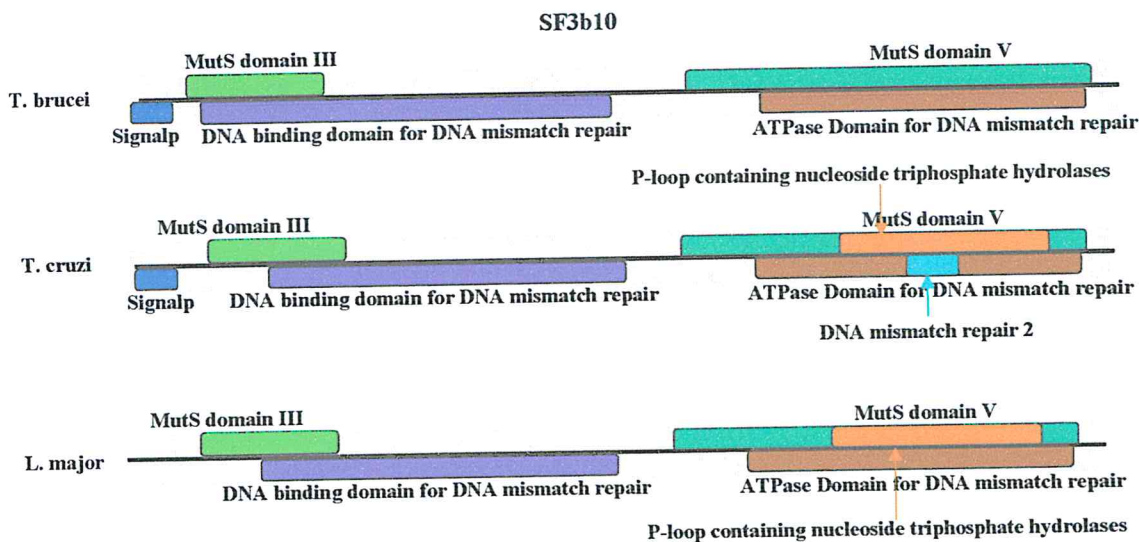 SF3b10
MutS domain III
MutS domain V
T. brucei
Signalp
DNA binding domain for DNA mismatch repair
ATPase Domain for DNA mismatch repair
P-loop containing nucleoside triphosphate hydrolases
MutS domain III
MutS domain V
T. cruzi
Signalp
DNA binding domain for DNA mismatch repair
ATPase Domain for DNA mismatch repair
DNA mismatch repair 2
MutS domain III
MutS domain V
L. major
DNA binding domain for DNA mismatch repair
ATPase Domain for DNA mismatch repair
P-loop containing nucleoside triphosphate hydrolases